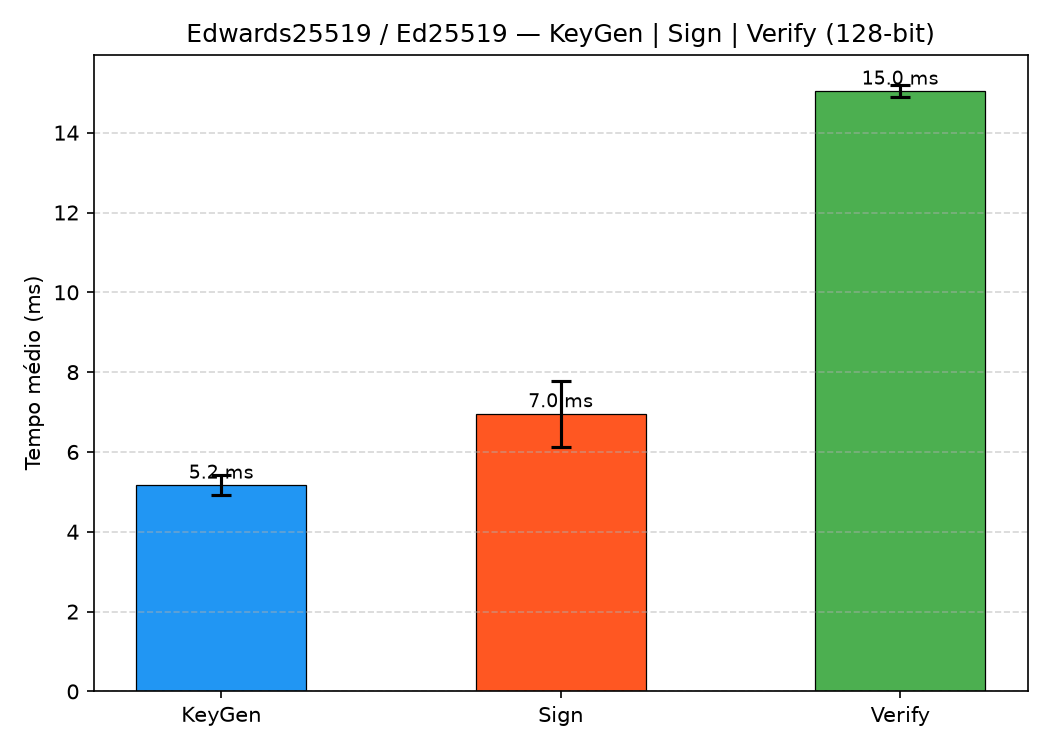 Edwards25519 / Ed25519 — KeyGen | Sign | Verify (128-bit)
Tempo médio (ms)
14
12
10
8
6
4
2
0
5.2 ms
7.0 ms
15.0 ms
KeyGen
Sign
Verify